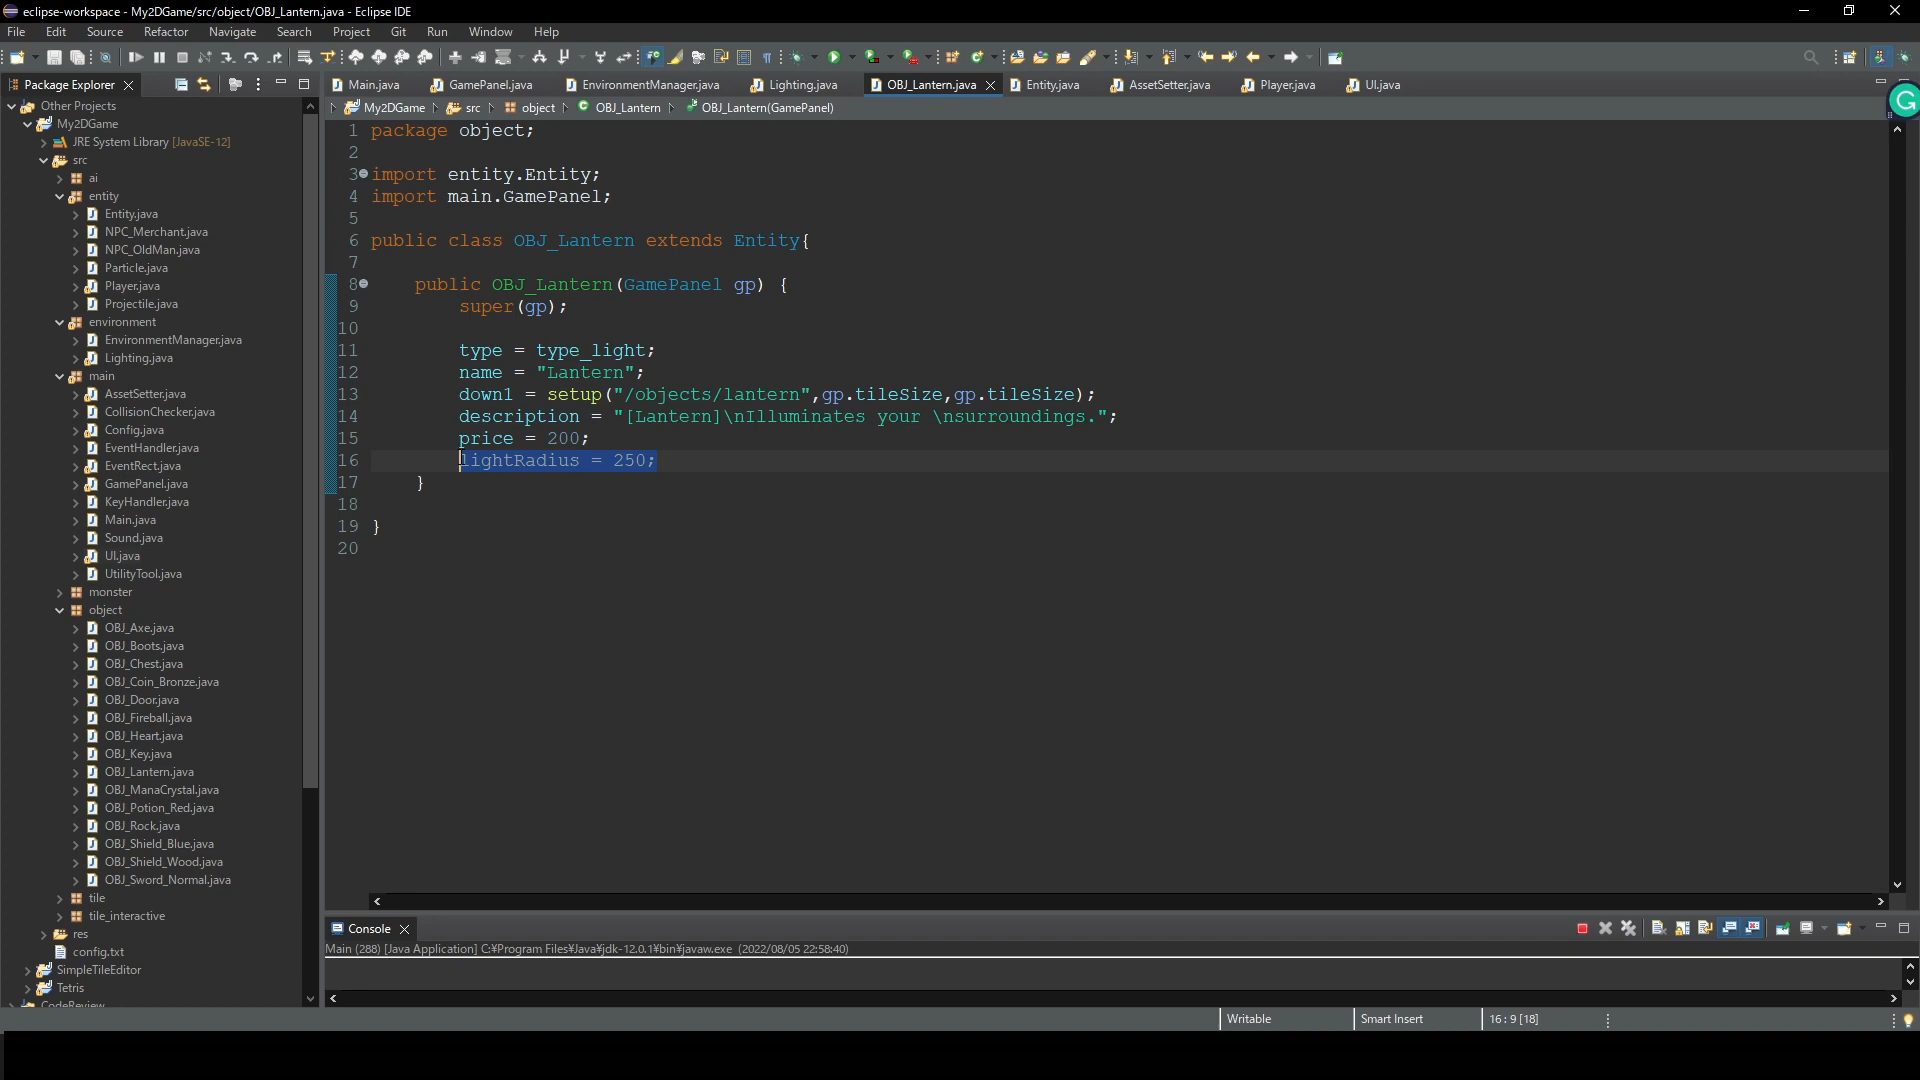 eclipse-workspace - My2DGame/src/object/OBJ_Lantern.java - Eclipse IDE
File Edit Source Refactor Navigate Search Project Git Run Window Help
Package Explorer
Main.java GamePanel.java EnvironmentManager.java Lighting.java OBJ_Lantern.java Entity.java AssetSetter.java Player.java UI.java
My2DGame src object OBJ_Lantern OBJ_Lantern(GamePanel)
Other Projects
My2DGame
JRE System Library [JavaSE-12]
src
ai
entity
Entity.java
NPC_Merchant.java
NPC_OldMan.java
Particle.java
Player.java
Projectile.java
environment
EnvironmentManager.java
Lighting.java
main
AssetSetter.java
CollisionChecker.java
Config.java
EventHandler.java
EventRect.java
GamePanel.java
KeyHandler.java
Main.java
Sound.java
UI.java
UtilityTool.java
monster
object
OBJ_Axe.java
OBJ_Boots.java
OBJ_Chest.java
OBJ_Coin_Bronze.java
OBJ_Door.java
OBJ_Fireball.java
OBJ_Heart.java
OBJ_Key.java
OBJ_Lantern.java
OBJ_ManaCrystal.java
OBJ_Potion_Red.java
OBJ_Rock.java
OBJ_Shield_Blue.java
OBJ_Shield_Wood.java
OBJ_Sword_Normal.java
tile
tile_interactive
res
config.txt
SimpleTileEditor
Tetris
CodeReview
1 package object;
2
3 import entity.Entity;
4 import main.GamePanel;
5
6 public class OBJ_Lantern extends Entity{
7
8 public OBJ_Lantern(GamePanel gp) {
9 super(gp);
10
11 type = type_light;
12 name = "Lantern";
13 down1 = setup("/objects/lantern",gp.tileSize,gp.tileSize);
14 description = "[Lantern]\nIlluminates your \nsurroundings.";
15 price = 200;
16 lightRadius = 250;
17 }
18
19 }
20
Console
Main (288) [Java Application] C:¥Program Files¥Java¥jdk-12.0.1¥bin¥javaw.exe (2022/08/05 22:58:40)
Writable Smart Insert 16 : 9 [18]